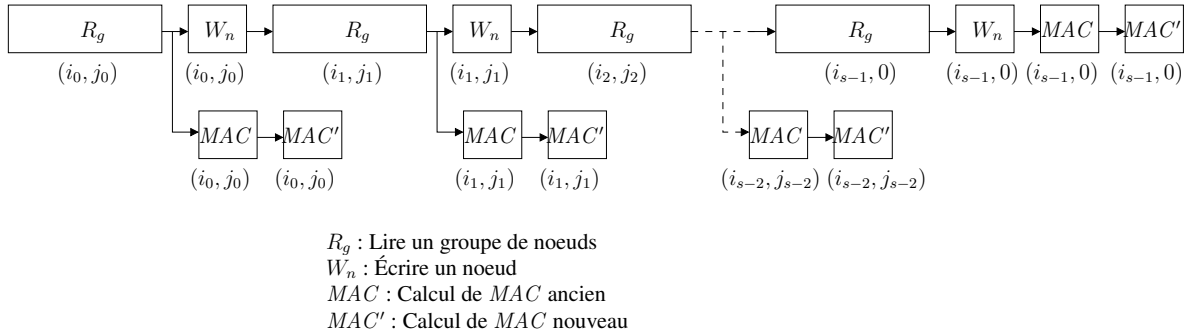 R_g W_n R_g W_n R_g R_g W_n MAC MAC'
(i_0, j_0) (i_0, j_0) (i_1, j_1) (i_1, j_1) (i_2, j_2) (i_{s-1}, 0) (i_{s-1}, 0) (i_{s-1}, 0) (i_{s-1}, 0)
MAC MAC' MAC MAC' MAC MAC'
(i_0, j_0) (i_0, j_0) (i_1, j_1) (i_1, j_1) (i_{s-2}, j_{s-2}) (i_{s-2}, j_{s-2})
R_g : Lire un groupe de noeuds
W_n : Écrire un noeud
MAC : Calcul de MAC ancien
MAC' : Calcul de MAC nouveau